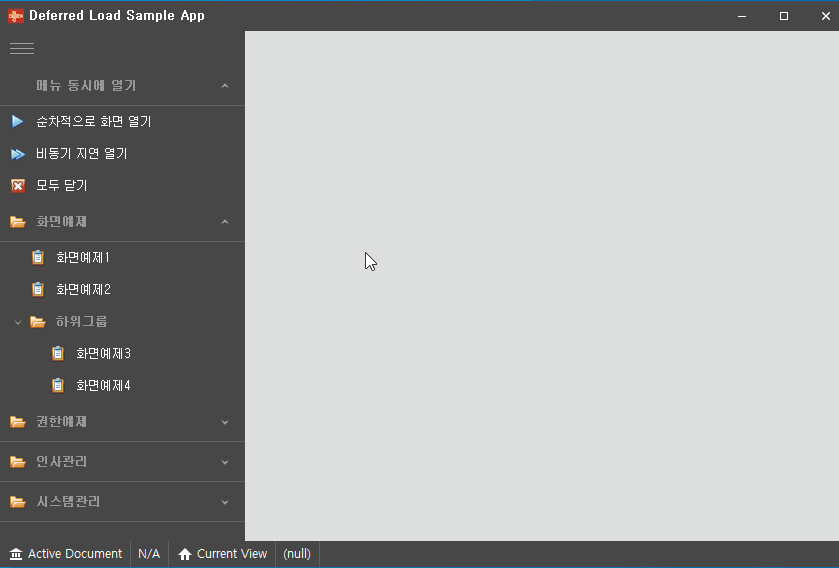 Deferred Load Sample App
메뉴 동시에 열기
순차적으로 화면 열기
비동기 지연 열기
모두 닫기
화면예제
화면예제1
화면예제2
하위그룹
화면예제3
화면예제4
권한예제
인사관리
시스템관리
Active Document N/A Current View (null)